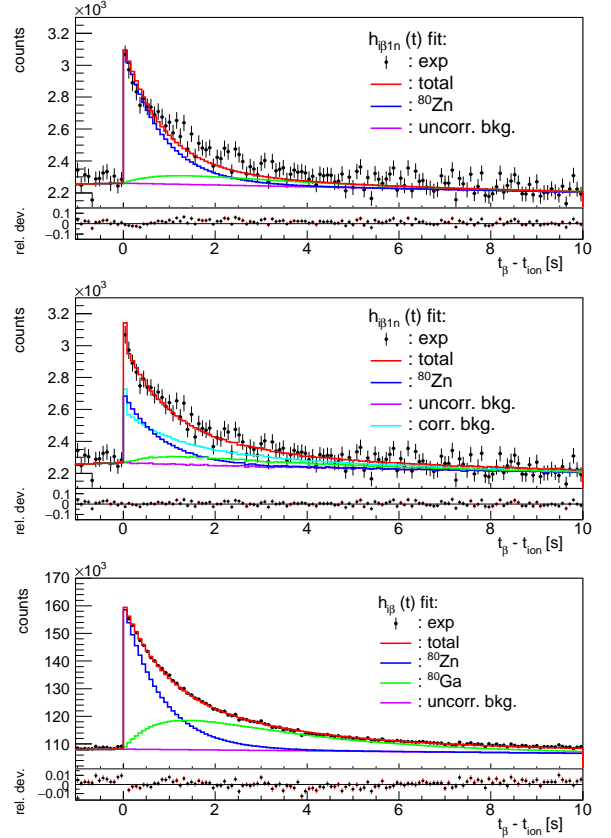 ×10³
counts
3.2
3
2.8
2.6
2.4
2.2
h_iβ1n (t) fit:
: exp
: total
: ⁸⁰Zn
: uncorr. bkg.
rel. dev.
0.1
0
−0.1
0 2 4 6 8 10
t_β - t_ion [s]
×10³
counts
3.2
3
2.8
2.6
2.4
2.2
h_iβ1n (t) fit:
: exp
: total
: ⁸⁰Zn
: uncorr. bkg.
: corr. bkg.
rel. dev.
0.1
0
−0.1
0 2 4 6 8 10
t_β - t_ion [s]
×10³
counts
170
160
150
140
130
120
110
h_iβ (t) fit:
: exp
: total
: ⁸⁰Zn
: ⁸⁰Ga
: uncorr. bkg.
rel. dev.
0.01
0
−0.01
0 2 4 6 8 10
t_β - t_ion [s]